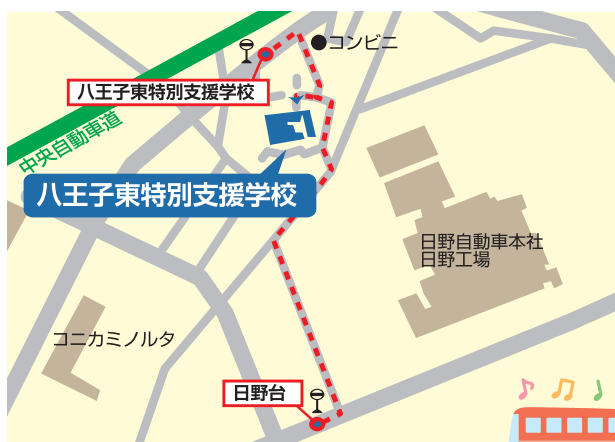 コンビニ
八王子東特別支援学校
中央自動車道
八王子東特別支援学校
日野自動車本社
日野工場
コニカミノルタ
日野台